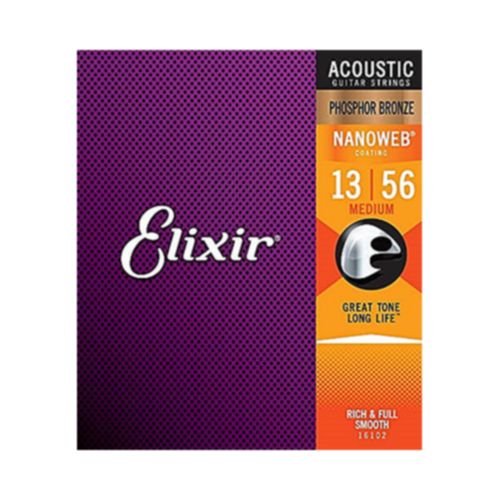 ACOUSTIC
GUITAR STRINGS
PHOSPHOR BRONZE
NANOWEB®
COATING
13 | 56
MEDIUM
Elixir®
GREAT TONE
LONG LIFE™
RICH & FULL
SMOOTH
16102